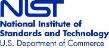 NIST
National Institute of
Standards and Technology
U.S. Department of Commerce